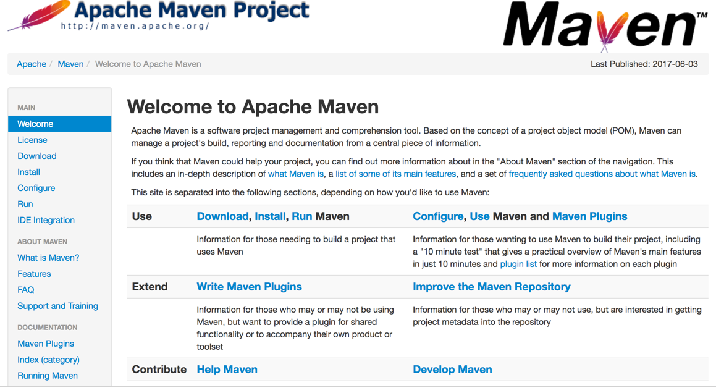 Apache Maven Project
http://maven.apache.org/
Maven™
Apache / Maven / Welcome to Apache Maven
Last Published: 2017-06-03
MAIN
Welcome
License
Download
Install
Configure
Run
IDE Integration
ABOUT MAVEN
What is Maven?
Features
FAQ
Support and Training
DOCUMENTATION
Maven Plugins
Index (category)
Running Maven
Welcome to Apache Maven
Apache Maven is a software project management and comprehension tool. Based on the concept of a project object model (POM), Maven can
manage a project's build, reporting and documentation from a central piece of information.
If you think that Maven could help your project, you can find out more information about in the "About Maven" section of the navigation. This
includes an in-depth description of what Maven is, a list of some of its main features, and a set of frequently asked questions about what Maven is.
This site is separated into the following sections, depending on how you'd like to use Maven:
Use
Download, Install, Run Maven
Configure, Use Maven and Maven Plugins
Information for those needing to build a project that
uses Maven
Information for those wanting to use Maven to build their project, including
a "10 minute test" that gives a practical overview of Maven's main features
in just 10 minutes and plugin list for more information on each plugin
Extend
Write Maven Plugins
Improve the Maven Repository
Information for those who may or may not be using
Maven, but want to provide a plugin for shared
functionality or to accompany their own product or
toolset
Information for those who may or may not use, but are interested in getting
project metadata into the repository
Contribute
Help Maven
Develop Maven